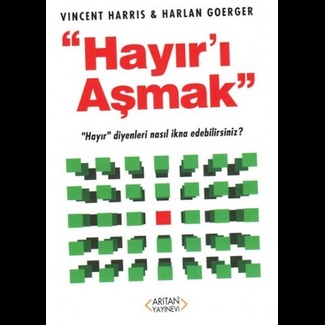 VINCENT HARRIS & HARLAN GOERGER
"Hayır'ı
Aşmak"
"Hayır" diyenleri nasıl ikna edebilirsiniz?
ARITAN
YAYINEVİ